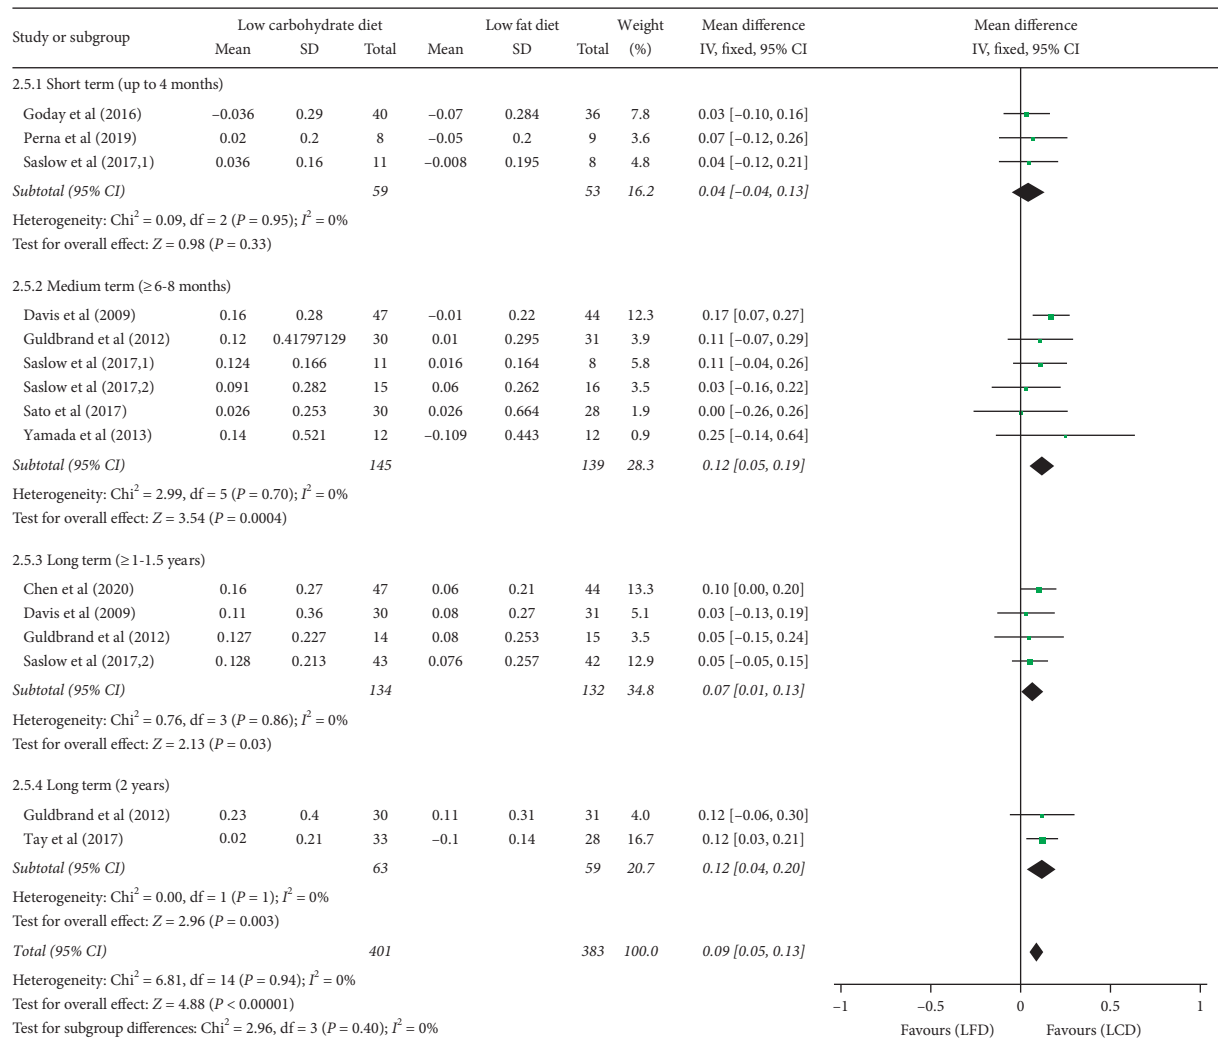 Study or subgroup Low carbohydrate diet Low fat diet Weight Mean difference Mean difference
Mean SD Total Mean SD Total (%) IV, fixed, 95% CI IV, fixed, 95% CI
2.5.1 Short term (up to 4 months)
Goday et al (2016) –0.036 0.29 40 –0.07 0.284 36 7.8 0.03 [–0.10, 0.16]
Perna et al (2019) 0.02 0.2 8 –0.05 0.2 9 3.6 0.07 [–0.12, 0.26]
Saslow et al (2017,1) 0.036 0.16 11 –0.008 0.195 8 4.8 0.04 [–0.12, 0.21]
Subtotal (95% CI) 59 53 16.2 0.04 [–0.04, 0.13]
Heterogeneity: Chi² = 0.09, df = 2 (P = 0.95); I² = 0%
Test for overall effect: Z = 0.98 (P = 0.33)
2.5.2 Medium term (≥ 6-8 months)
Davis et al (2009) 0.16 0.28 47 –0.01 0.22 44 12.3 0.17 [0.07, 0.27]
Guldbrand et al (2012) 0.12 0.41797129 30 0.01 0.295 31 3.9 0.11 [–0.07, 0.29]
Saslow et al (2017,1) 0.124 0.166 11 0.016 0.164 8 5.8 0.11 [–0.04, 0.26]
Saslow et al (2017,2) 0.091 0.282 15 0.06 0.262 16 3.5 0.03 [–0.16, 0.22]
Sato et al (2017) 0.026 0.253 30 0.026 0.664 28 1.9 0.00 [–0.26, 0.26]
Yamada et al (2013) 0.14 0.521 12 –0.109 0.443 12 0.9 0.25 [–0.14, 0.64]
Subtotal (95% CI) 145 139 28.3 0.12 [0.05, 0.19]
Heterogeneity: Chi² = 2.99, df = 5 (P = 0.70); I² = 0%
Test for overall effect: Z = 3.54 (P = 0.0004)
2.5.3 Long term (≥ 1-1.5 years)
Chen et al (2020) 0.16 0.27 47 0.06 0.21 44 13.3 0.10 [0.00, 0.20]
Davis et al (2009) 0.11 0.36 30 0.08 0.27 31 5.1 0.03 [–0.13, 0.19]
Guldbrand et al (2012) 0.127 0.227 14 0.08 0.253 15 3.5 0.05 [–0.15, 0.24]
Saslow et al (2017,2) 0.128 0.213 43 0.076 0.257 42 12.9 0.05 [–0.05, 0.15]
Subtotal (95% CI) 134 132 34.8 0.07 [0.01, 0.13]
Heterogeneity: Chi² = 0.76, df = 3 (P = 0.86); I² = 0%
Test for overall effect: Z = 2.13 (P = 0.03)
2.5.4 Long term (2 years)
Guldbrand et al (2012) 0.23 0.4 30 0.11 0.31 31 4.0 0.12 [–0.06, 0.30]
Tay et al (2017) 0.02 0.21 33 –0.1 0.14 28 16.7 0.12 [0.03, 0.21]
Subtotal (95% CI) 63 59 20.7 0.12 [0.04, 0.20]
Heterogeneity: Chi² = 0.00, df = 1 (P = 1); I² = 0%
Test for overall effect: Z = 2.96 (P = 0.003)
Total (95% CI) 401 383 100.0 0.09 [0.05, 0.13]
Heterogeneity: Chi² = 6.81, df = 14 (P = 0.94); I² = 0%
Test for overall effect: Z = 4.88 (P < 0.00001)
Test for subgroup differences: Chi² = 2.96, df = 3 (P = 0.40); I² = 0%
–1 –0.5 0 0.5 1
Favours (LFD) Favours (LCD)